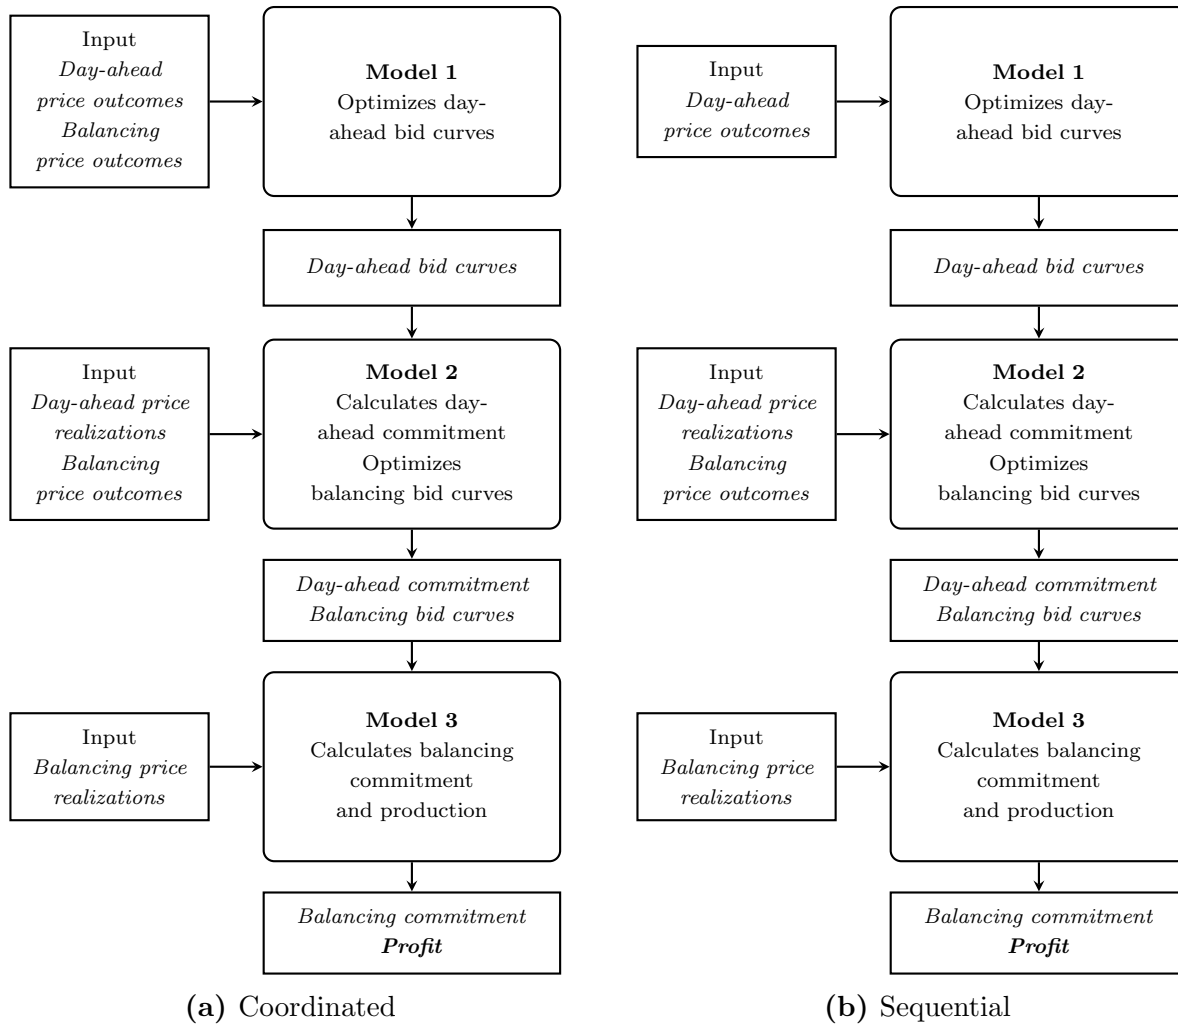 Input
Day-ahead
price outcomes
Balancing
price outcomes
Model 1
Optimizes day-
ahead bid curves
Day-ahead bid curves
Input
Day-ahead price
realizations
Balancing
price outcomes
Model 2
Calculates day-
ahead commitment
Optimizes
balancing bid curves
Day-ahead commitment
Balancing bid curves
Input
Balancing price
realizations
Model 3
Calculates balancing
commitment
and production
Balancing commitment
Profit
(a) Coordinated
Input
Day-ahead
price outcomes
Model 1
Optimizes day-
ahead bid curves
Day-ahead bid curves
Input
Day-ahead price
realizations
Balancing
price outcomes
Model 2
Calculates day-
ahead commitment
Optimizes
balancing bid curves
Day-ahead commitment
Balancing bid curves
Input
Balancing price
realizations
Model 3
Calculates balancing
commitment
and production
Balancing commitment
Profit
(b) Sequential